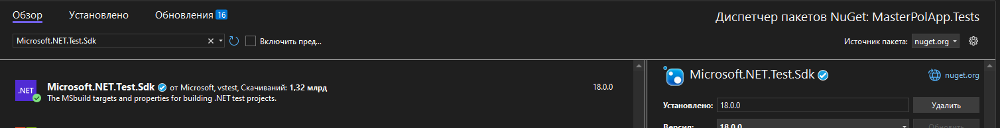 Обзор Установлено Обновления 16
Диспетчер пакетов NuGet: MasterPolApp.Tests
Microsoft.NET.Test.Sdk Включить пред...
Источник пакета: nuget.org
.NET Microsoft.NET.Test.Sdk от Microsoft, vstest, Скачиваний: 1,32 млрд 18.0.0
The MSbuild targets and properties for building .NET test projects.
Microsoft.NET.Test.Sdk nuget.org
Установлено: 18.0.0 Удалить
Версия: 18.0.0 Обновить